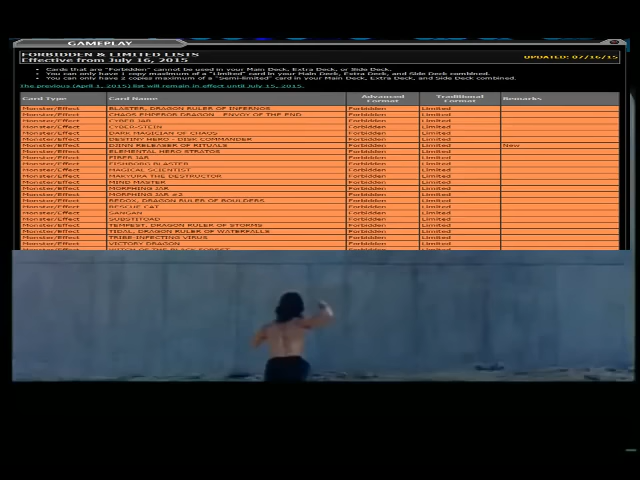 GAMEPLAY
FORBIDDEN & LIMITED LISTS
Effective from July 16, 2015
UPDATED: 07/16/15
• Cards that are "Forbidden" cannot be used in your Main Deck, Extra Deck, or Side Deck.
• You can only have 1 copy maximum of a "Limited" card in your Main Deck, Extra Deck, and Side Deck combined.
• You can only have 2 copies maximum of a "Semi-limited" card in your Main Deck, Extra Deck, and Side Deck combined.
The previous (April 1, 2015) list will remain in effect until July 15, 2015.
Card Type Card Name Advanced Format Traditional Format Remarks
Monster/Effect BLASTER, DRAGON RULER OF INFERNOS Forbidden Limited
Monster/Effect CHAOS EMPEROR DRAGON - ENVOY OF THE END Forbidden Limited
Monster/Effect CYBER JAR Forbidden Limited
Monster/Effect CYBER-STEIN Forbidden Limited
Monster/Effect DARK MAGICIAN OF CHAOS Forbidden Limited
Monster/Effect DESTINY HERO - DISK COMMANDER Forbidden Limited
Monster/Effect DJINN RELEASER OF RITUALS Forbidden Limited New
Monster/Effect ELEMENTAL HERO STRATOS Forbidden Limited
Monster/Effect FIBER JAR Forbidden Limited
Monster/Effect FISHBORG BLASTER Forbidden Limited
Monster/Effect MAGICAL SCIENTIST Forbidden Limited
Monster/Effect MAKYURA THE DESTRUCTOR Forbidden Limited
Monster/Effect MIND MASTER Forbidden Limited
Monster/Effect MORPHING JAR Forbidden Limited
Monster/Effect MORPHING JAR #2 Forbidden Limited
Monster/Effect REDOX, DRAGON RULER OF BOULDERS Forbidden Limited
Monster/Effect RESCUE CAT Forbidden Limited
Monster/Effect SANGAN Forbidden Limited
Monster/Effect SUBSTITOAD Forbidden Limited
Monster/Effect TEMPEST, DRAGON RULER OF STORMS Forbidden Limited
Monster/Effect TIDAL, DRAGON RULER OF WATERFALLS Forbidden Limited
Monster/Effect TRIBE-INFECTING VIRUS Forbidden Limited
Monster/Effect VICTORY DRAGON Forbidden Limited